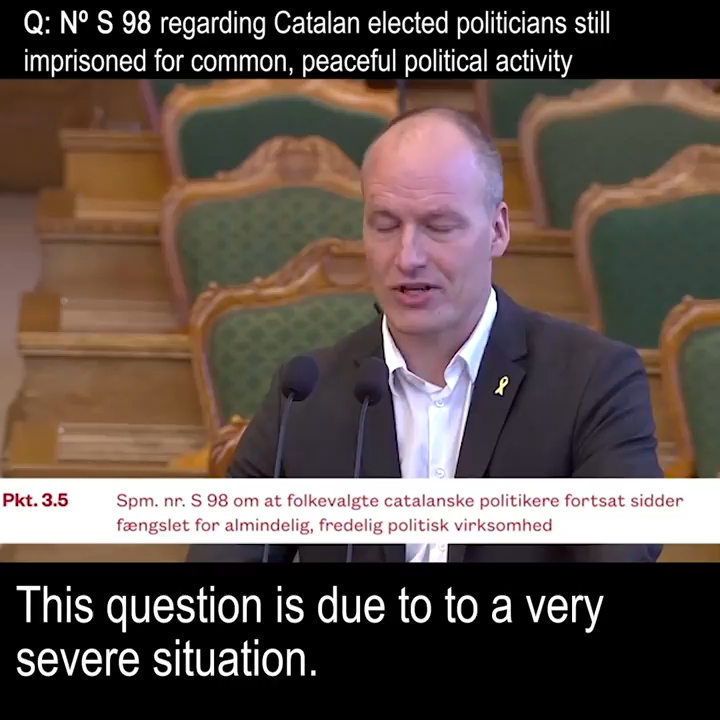 Q: Nº S 98 regarding Catalan elected politicians still
imprisoned for common, peaceful political activity
Pkt. 3.5 Spm. nr. S 98 om at folkevalgte catalanske politikere fortsat sidder
fængslet for almindelig, fredelig politisk virksomhed
This question is due to to a very
severe situation.